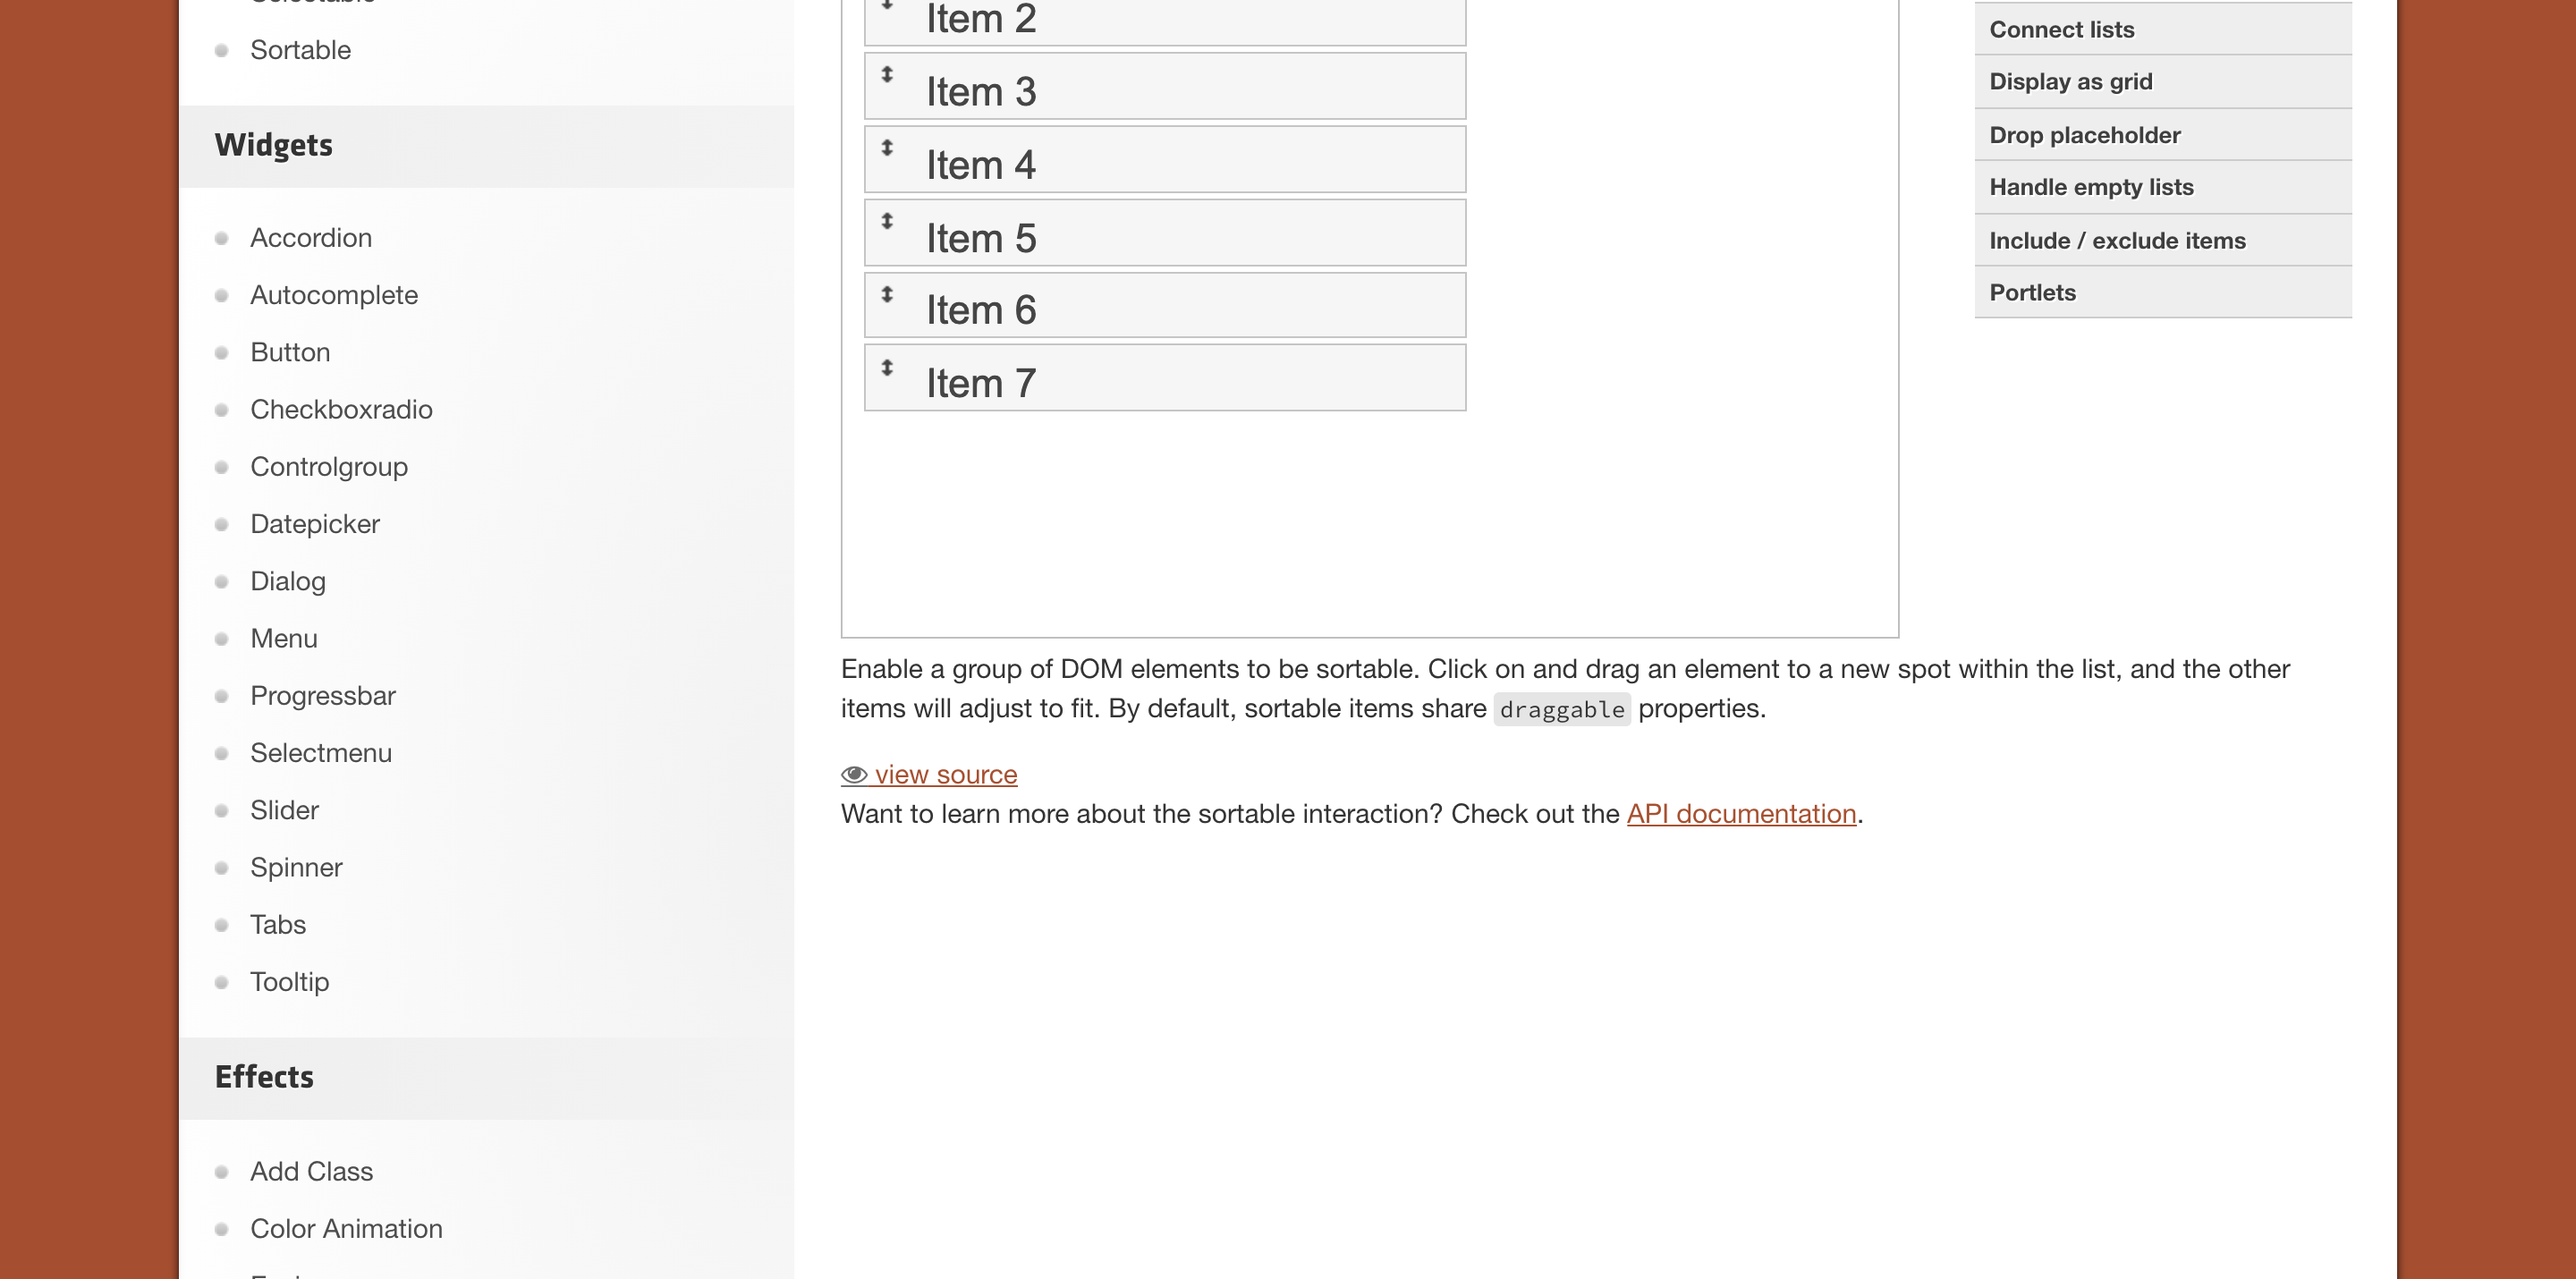 Sortable
Widgets
Accordion
Autocomplete
Button
Checkboxradio
Controlgroup
Datepicker
Dialog
Menu
Progressbar
Selectmenu
Slider
Spinner
Tabs
Tooltip
Effects
Add Class
Color Animation
Item 2
Item 3
Item 4
Item 5
Item 6
Item 7
Enable a group of DOM elements to be sortable. Click on and drag an element to a new spot within the list, and the other
items will adjust to fit. By default, sortable items share draggable properties.
view source
Want to learn more about the sortable interaction? Check out the API documentation.
Connect lists
Display as grid
Drop placeholder
Handle empty lists
Include / exclude items
Portlets